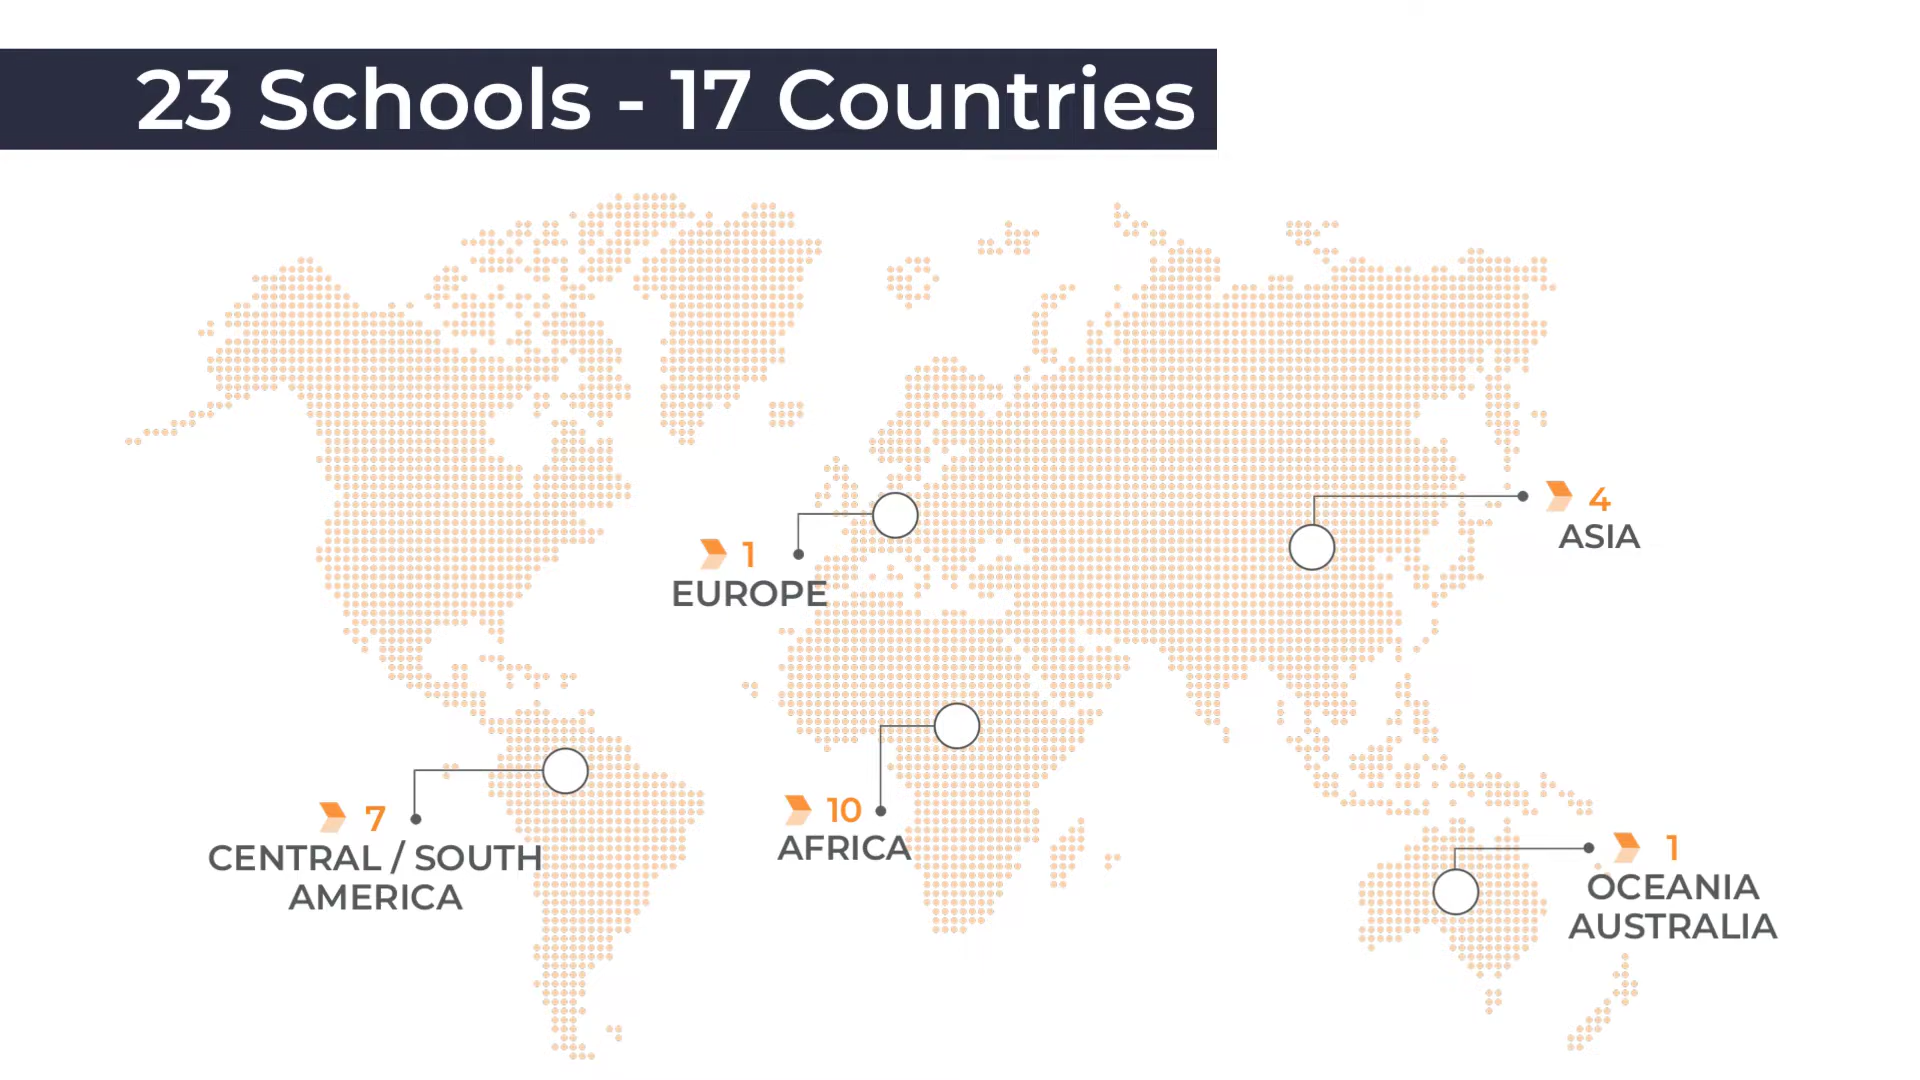 23 Schools - 17 Countries
4
ASIA
1
EUROPE
7
CENTRAL / SOUTH
AMERICA
10
AFRICA
1
OCEANIA
AUSTRALIA